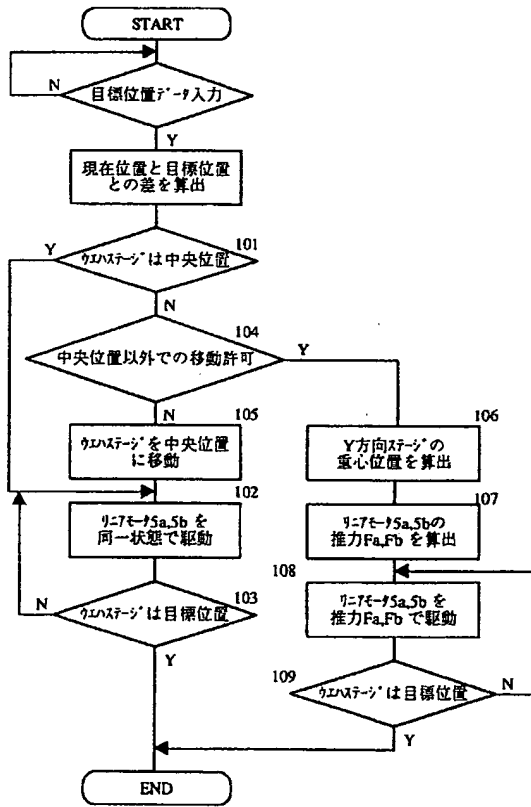 START
N
目標位置ﾃﾞｰﾀ入力
Y
現在位置と目標位置
との差を算出
101
Y
ｳｴﾊｽﾃｰｼﾞは中央位置
N
104
中央位置以外での移動許可
Y
N
105
ｳｴﾊｽﾃｰｼﾞを中央位置
に移動
106
Y方向ｽﾃｰｼﾞの
重心位置を算出
102
ﾘﾆｱﾓｰﾀ5a,5b を
同一状態で駆動
107
ﾘﾆｱﾓｰﾀ5a,5bの
推力Fa,Fb を算出
103
N
ｳｴﾊｽﾃｰｼﾞは目標位置
Y
108
ﾘﾆｱﾓｰﾀ5a,5b を
推力Fa,Fb で駆動
109
ｳｴﾊｽﾃｰｼﾞは目標位置
N
Y
END